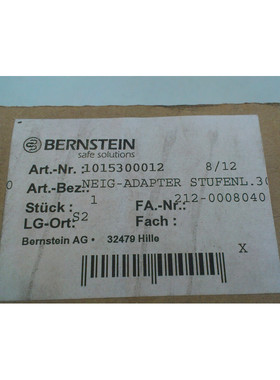 BERNSTEIN
safe solutions
Art.-Nr. : 1015300012 8/12
0
Art.-Bez.: NEIG-ADAPTER STUFENL.30
Stück : 1 FA.-Nr.: 212-0008040
LG-Ort: S2 Fach :
Bernstein AG • 32479 Hille
X